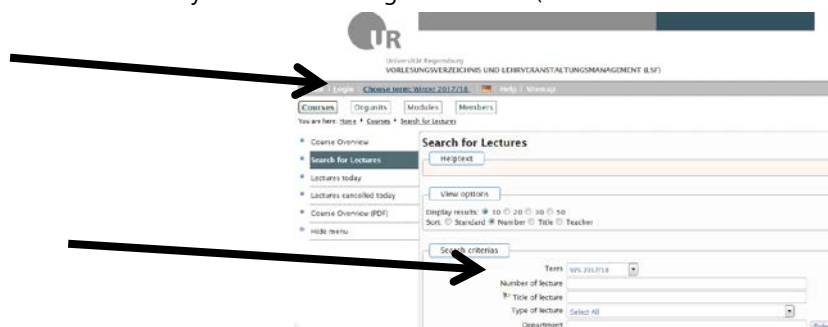 UR
Universität Regensburg
VORLESUNGSVERZEICHNIS UND LEHRVERANSTALTUNGSMANAGEMENT (LSF)
| Login | Choose term: Winter 2017/18 Help | Sitemap
Courses Orgunits Modules Members
You are here: Home Courses Search for Lectures
Course Overview
Search for Lectures
Lectures today
Lectures cancelled today
Course Overview (PDF)
Hide menu
Search for Lectures
Helptext
View options
Display results: 10 20 30 50
Sort: Standard Number Title Teacher
Search criterias
Term WS 2017/18
Number of lecture
Title of lecture
Type of lecture Select All
Department